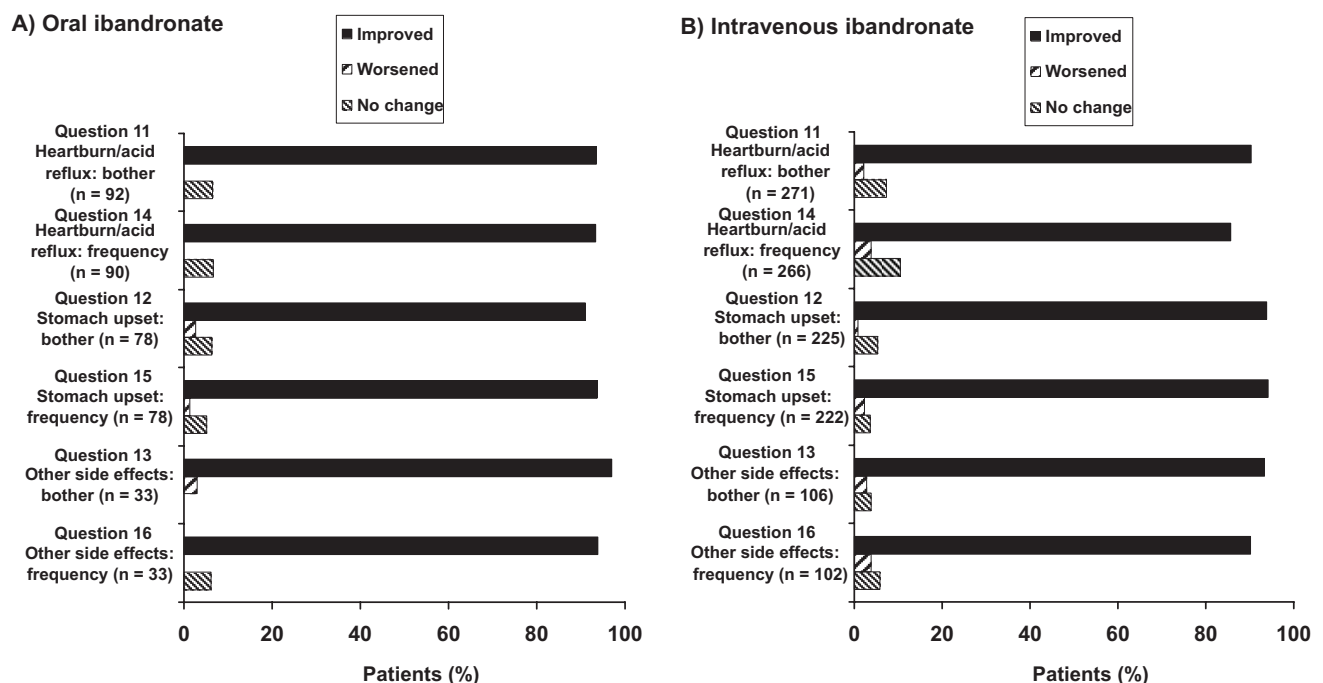 A) Oral ibandronate
Improved
Worsened
No change
Question 11
Heartburn/acid
reflux: bother
(n = 92)
Question 14
Heartburn/acid
reflux: frequency
(n = 90)
Question 12
Stomach upset:
bother (n = 78)
Question 15
Stomach upset:
frequency (n = 78)
Question 13
Other side effects:
bother (n = 33)
Question 16
Other side effects:
frequency (n = 33)
0 20 40 60 80 100
Patients (%)
B) Intravenous ibandronate
Improved
Worsened
No change
Question 11
Heartburn/acid
reflux: bother
(n = 271)
Question 14
Heartburn/acid
reflux: frequency
(n = 266)
Question 12
Stomach upset:
bother (n = 225)
Question 15
Stomach upset:
frequency (n = 222)
Question 13
Other side effects:
bother (n = 106)
Question 16
Other side effects:
frequency (n = 102)
0 20 40 60 80 100
Patients (%)